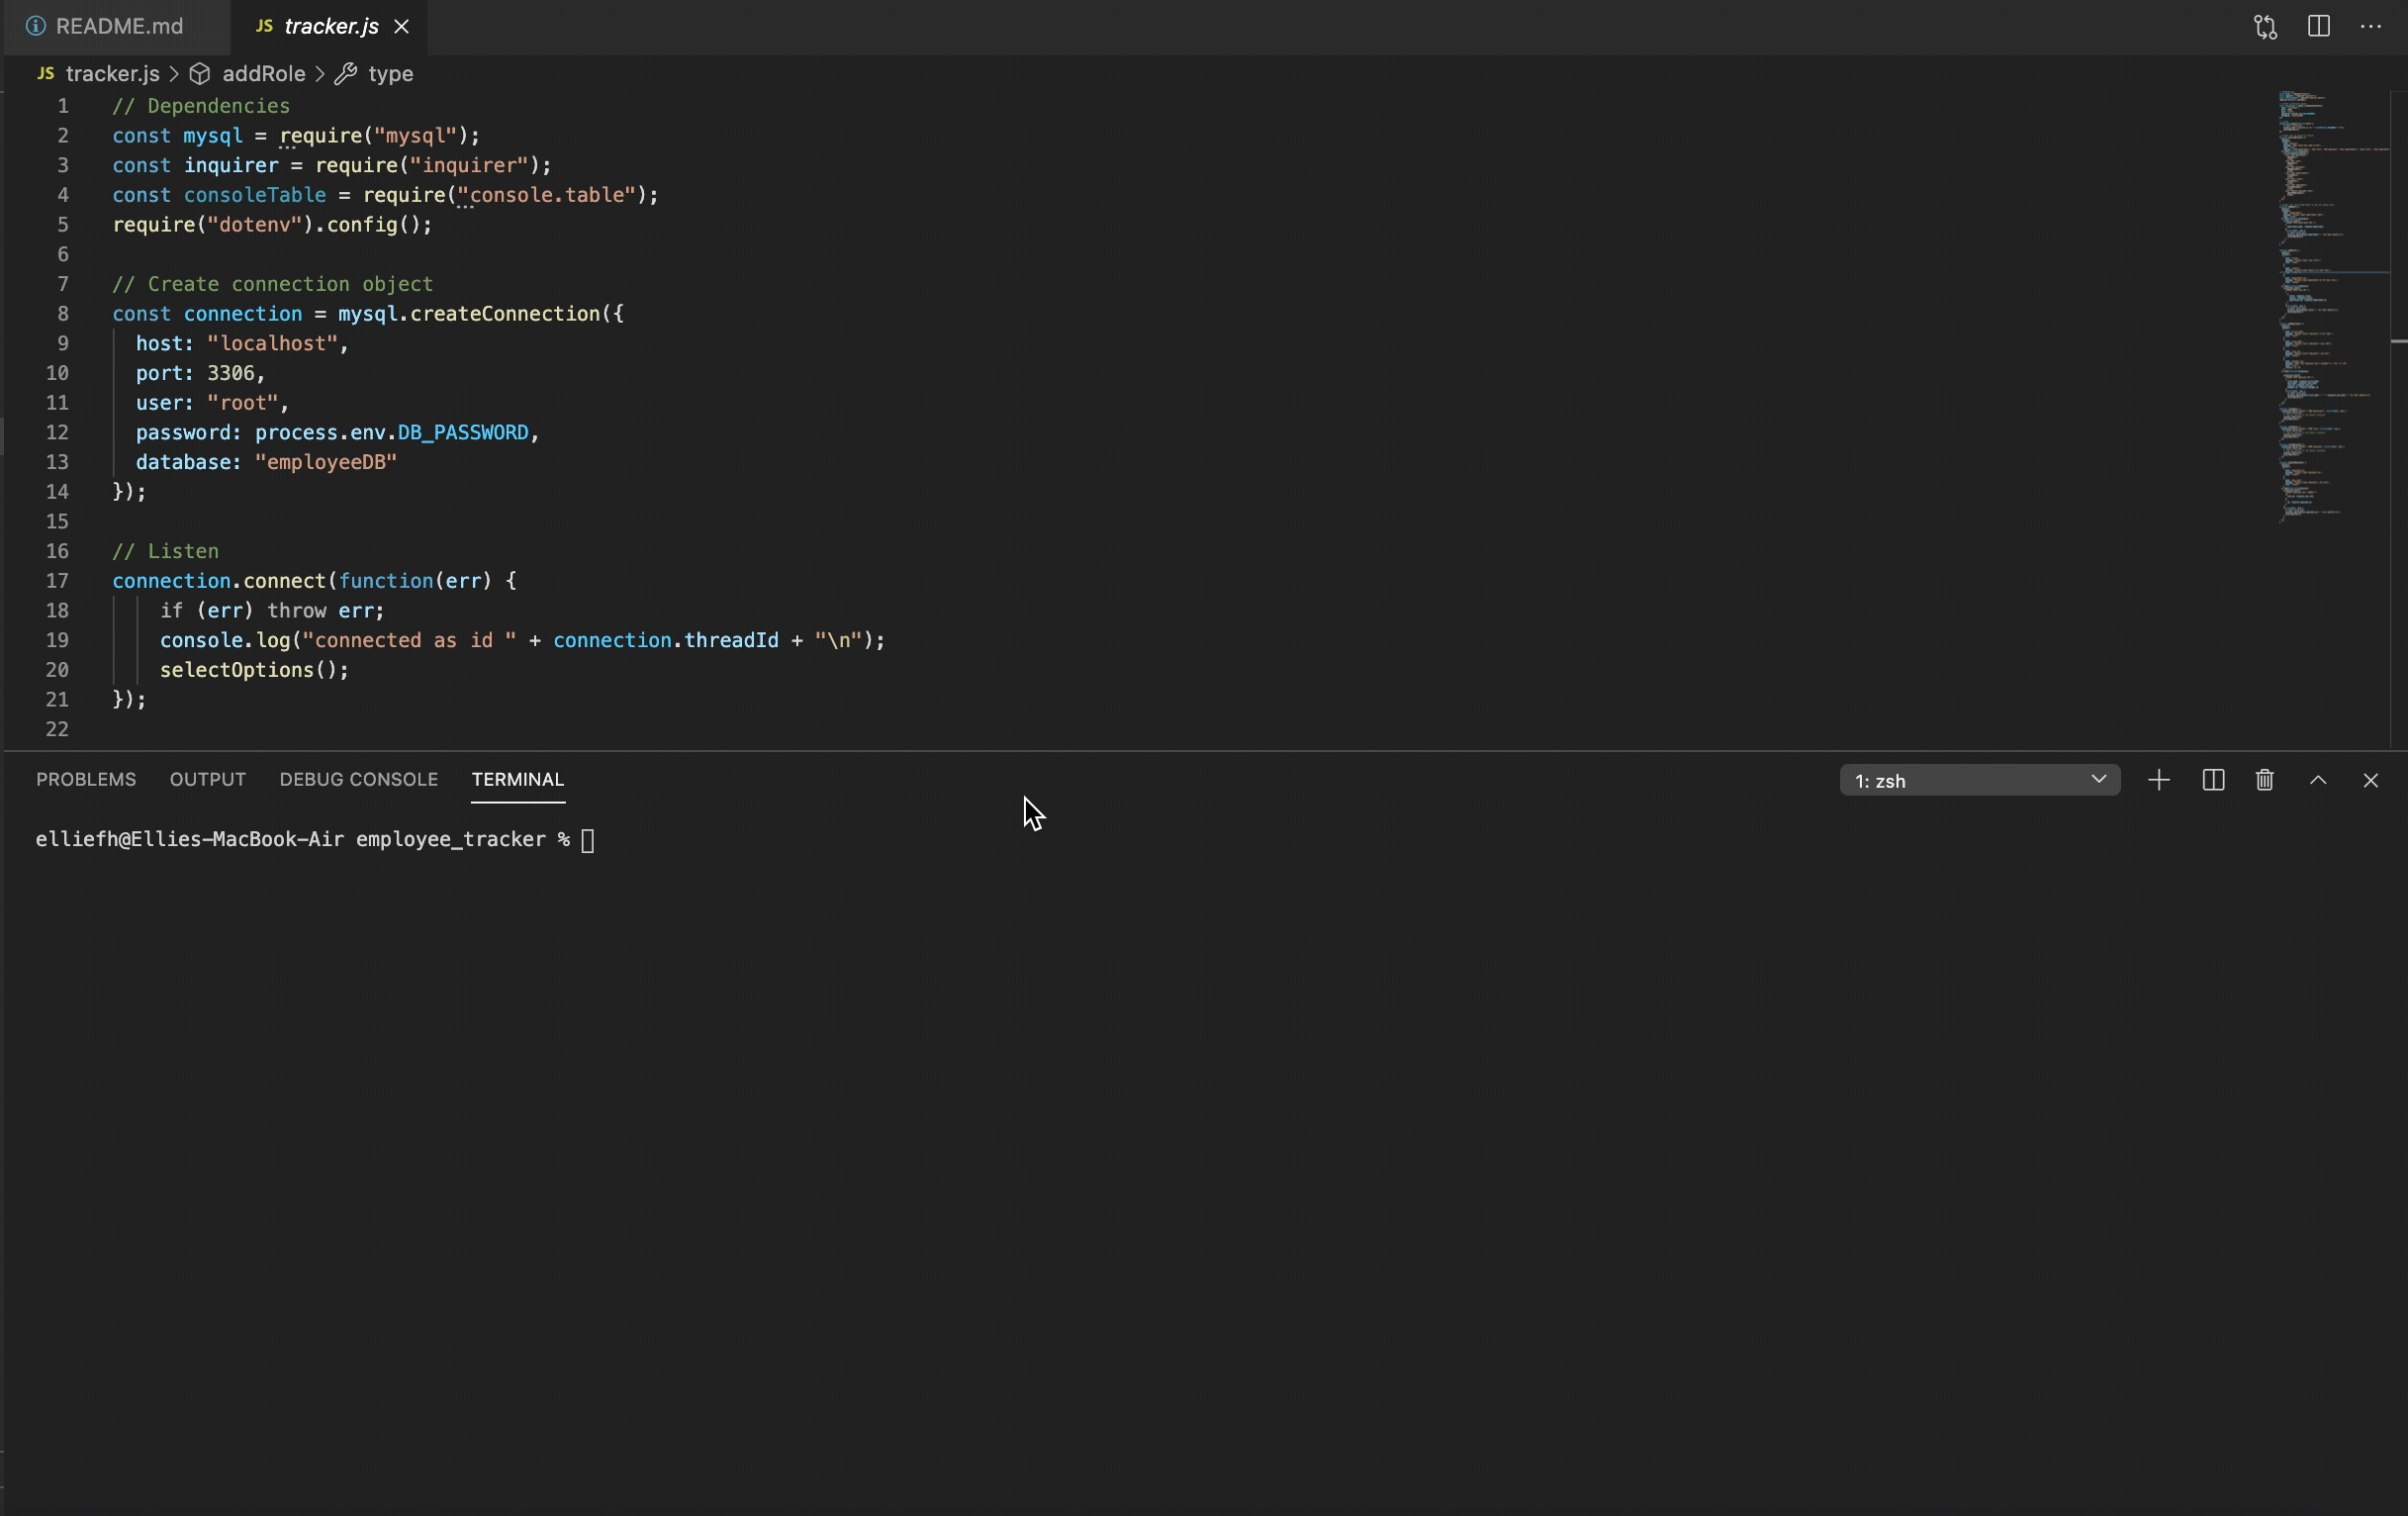 README.md
JS tracker.js
JS tracker.js > addRole > type
1 // Dependencies
2 const mysql = require("mysql");
3 const inquirer = require("inquirer");
4 const consoleTable = require("console.table");
5 require("dotenv").config();
6
7 // Create connection object
8 const connection = mysql.createConnection({
9 host: "localhost",
10 port: 3306,
11 user: "root",
12 password: process.env.DB_PASSWORD,
13 database: "employeeDB"
14 });
15
16 // Listen
17 connection.connect(function(err) {
18 if (err) throw err;
19 console.log("connected as id " + connection.threadId + "\n");
20 selectOptions();
21 });
22
PROBLEMS OUTPUT DEBUG CONSOLE TERMINAL 1: zsh
elliefh@Ellies-MacBook-Air employee_tracker %